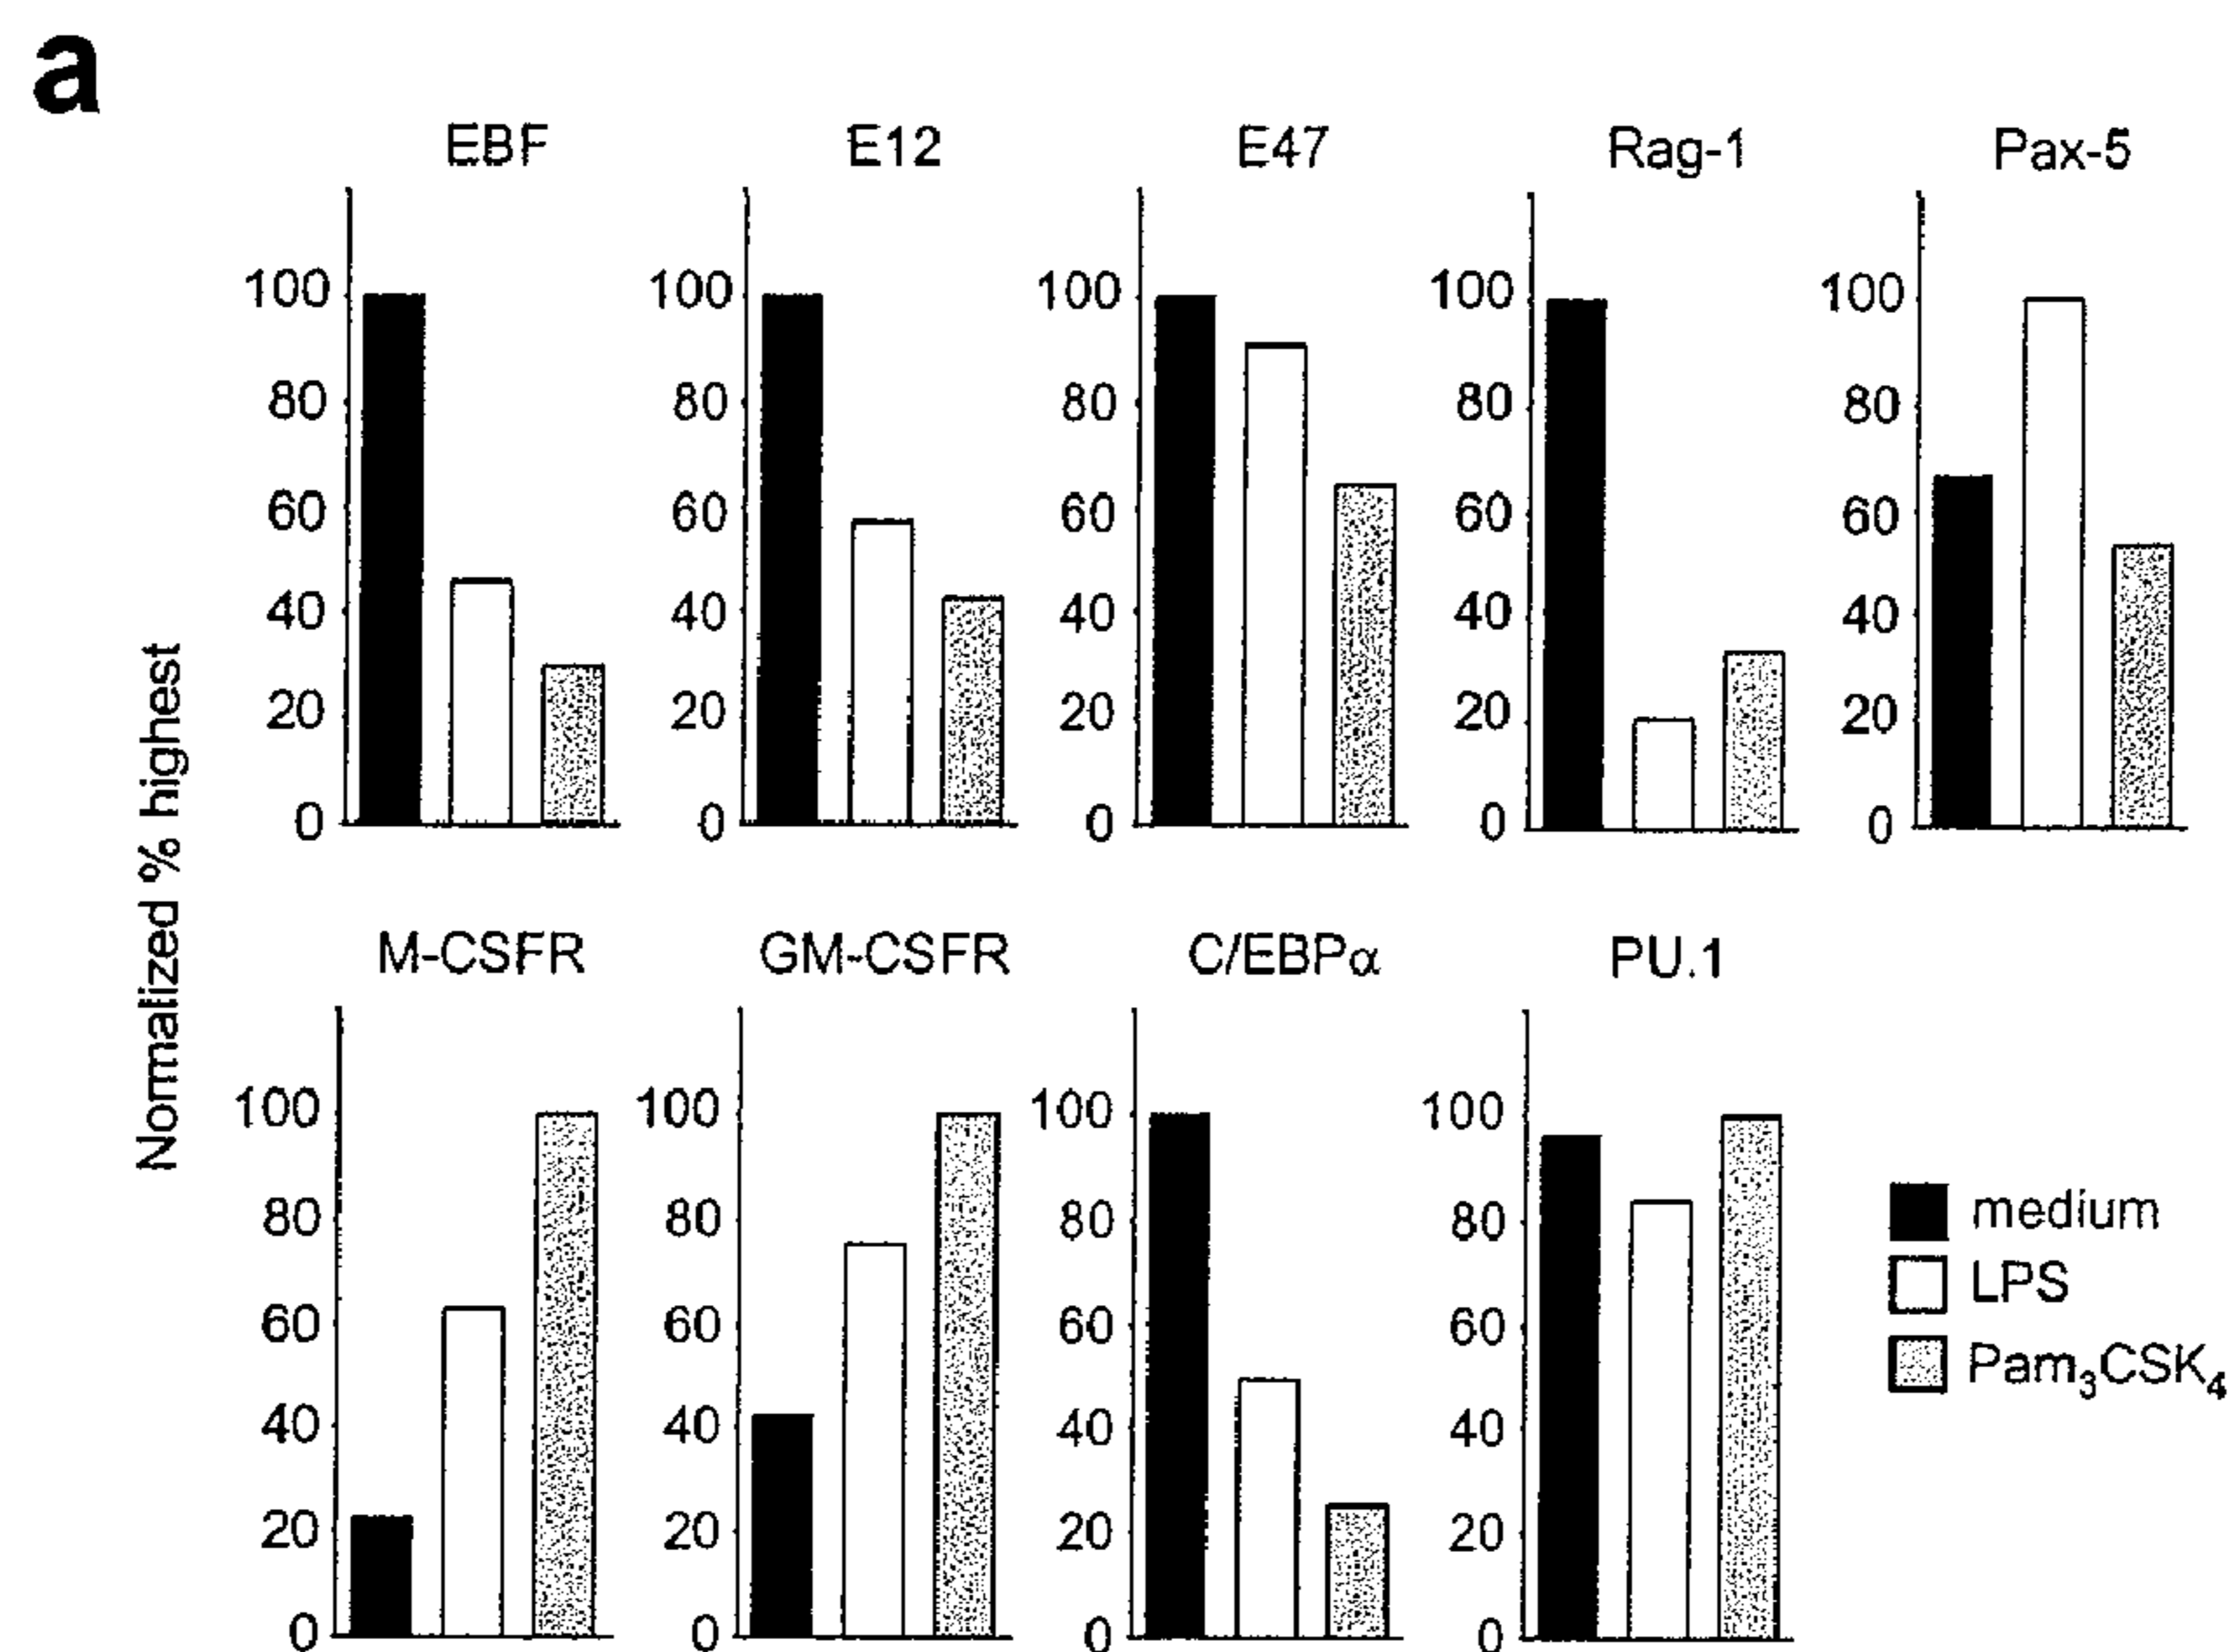 a
EBF E12 E47 Rag-1 Pax-5
100 100 100 100 100
80 80 80 80 80
60 60 60 60 60
40 40 40 40 40
20 20 20 20 20
0 0 0 0 0
Normalized % highest
M-CSFR GM-CSFR C/EBPα PU.1
100 100 100 100
80 80 80 80
60 60 60 60
40 40 40 40
20 20 20 20
0 0 0 0
medium
LPS
Pam₃CSK₄